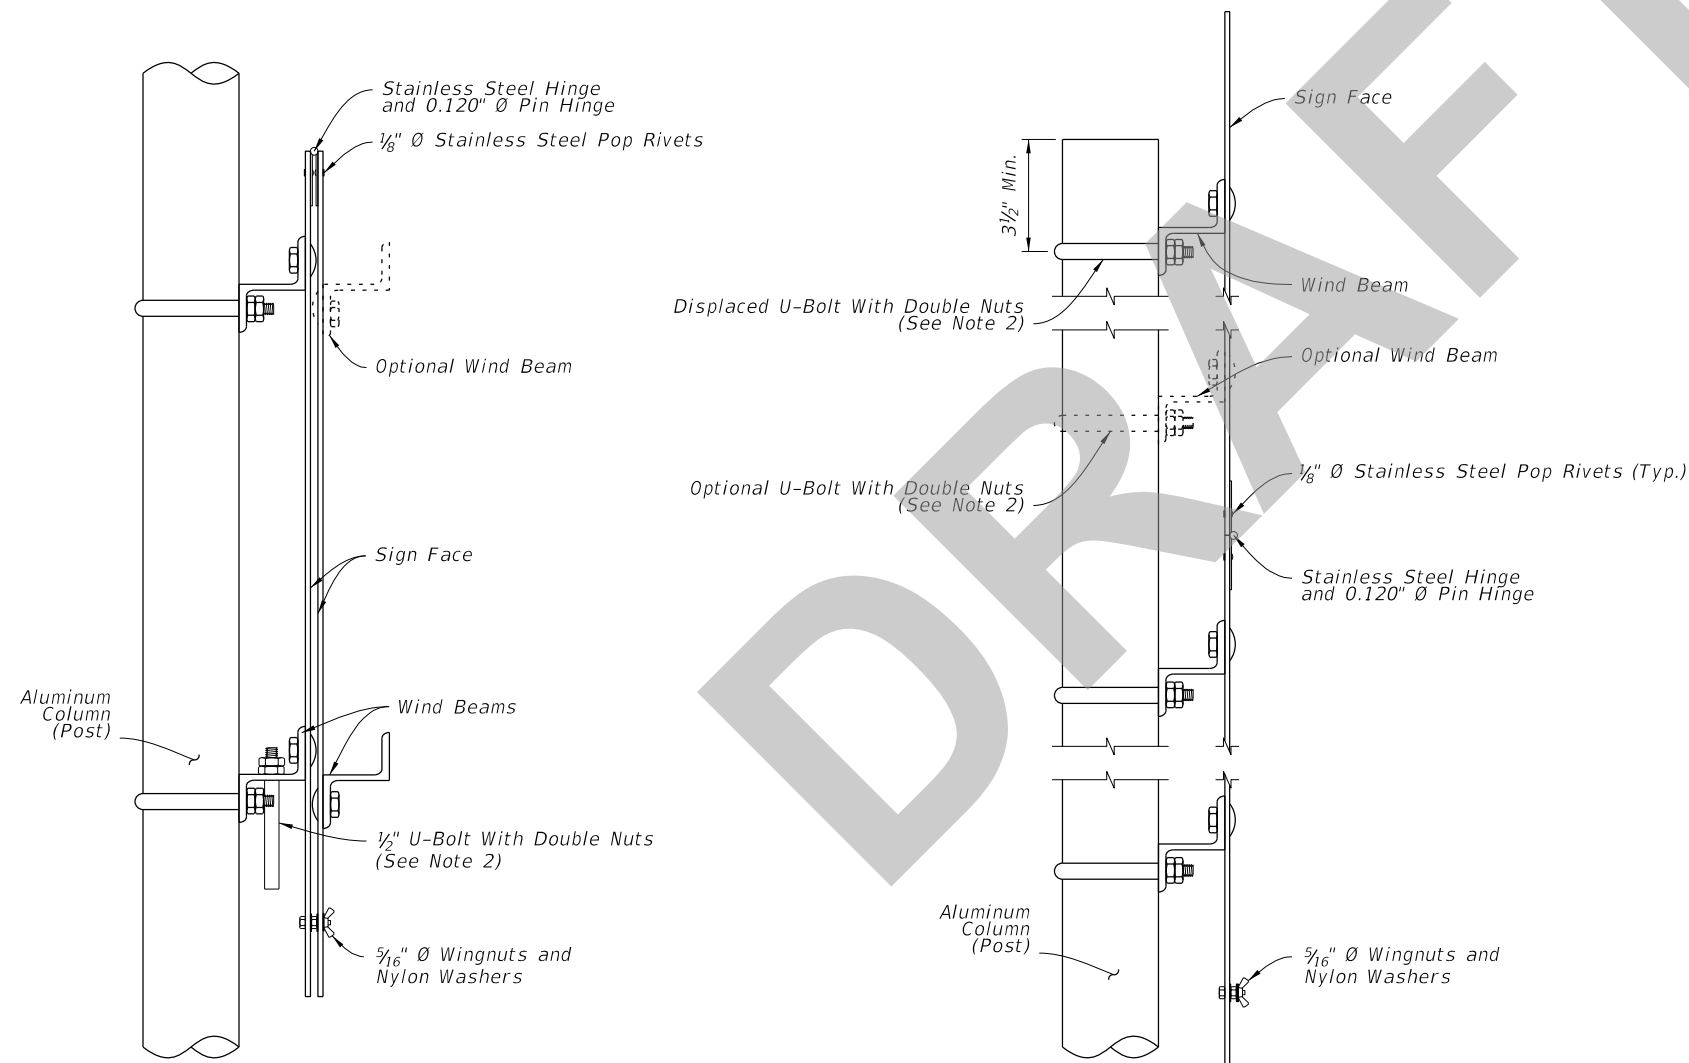 Stainless Steel Hinge
and 0.120" Ø Pin Hinge
1/8" Ø Stainless Steel Pop Rivets
Optional Wind Beam
Sign Face
Aluminum
Column
(Post)
Wind Beams
1/2" U-Bolt With Double Nuts
(See Note 2)
5/16" Ø Wingnuts and
Nylon Washers
Sign Face
3½" Min.
Displaced U-Bolt With Double Nuts
(See Note 2)
Wind Beam
Optional Wind Beam
Optional U-Bolt With Double Nuts
(See Note 2)
1/8" Ø Stainless Steel Pop Rivets (Typ.)
Stainless Steel Hinge
and 0.120" Ø Pin Hinge
Aluminum
Column
(Post)
5/16" Ø Wingnuts and
Nylon Washers
DRAFT